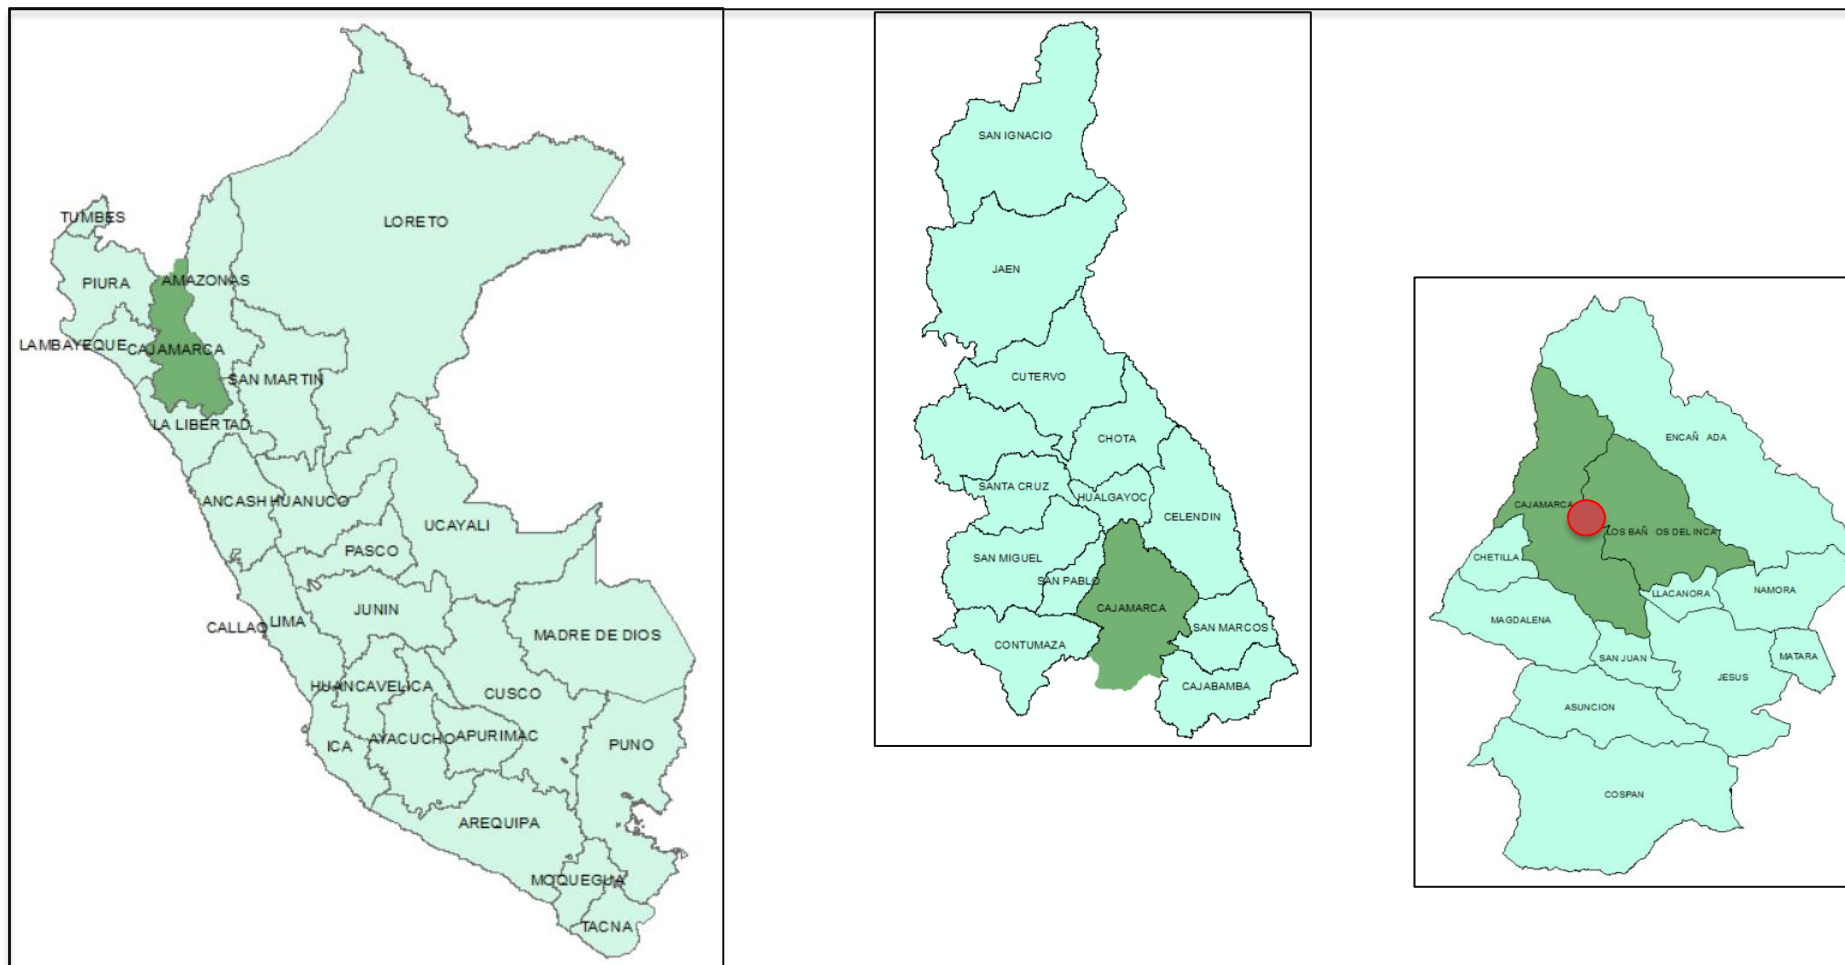 TUMBES
LORETO
PIURA
AMAZONAS
LAMBAYEQUE
CAJAMARCA
SAN MARTIN
LA LIBERTAD
ANCASH
HUANUCO
UCAYALI
PASCO
JUNIN
CALLAO
LIMA
MADRE DE DIOS
HUANCAVELICA
CUSCO
ICA
AYACUCHO
APURIMAC
PUNO
AREQUIPA
MOQUEGUA
TACNA
SAN IGNACIO
JAEN
CUTERVO
CHOTA
SANTA CRUZ
HUALGAYOC
CELENDIN
SAN MIGUEL
SAN PABLO
CAJAMARCA
SAN MARCOS
CONTUMAZA
CAJABAMBA
ENCAÑ ADA
CAJAMARCA
LOS BAÑ OS DEL INCA
CHETILLA
LLACANORA
NAMORA
MAGDALENA
SAN JUAN
MATARA
JESUS
ASUNCION
COSPAN